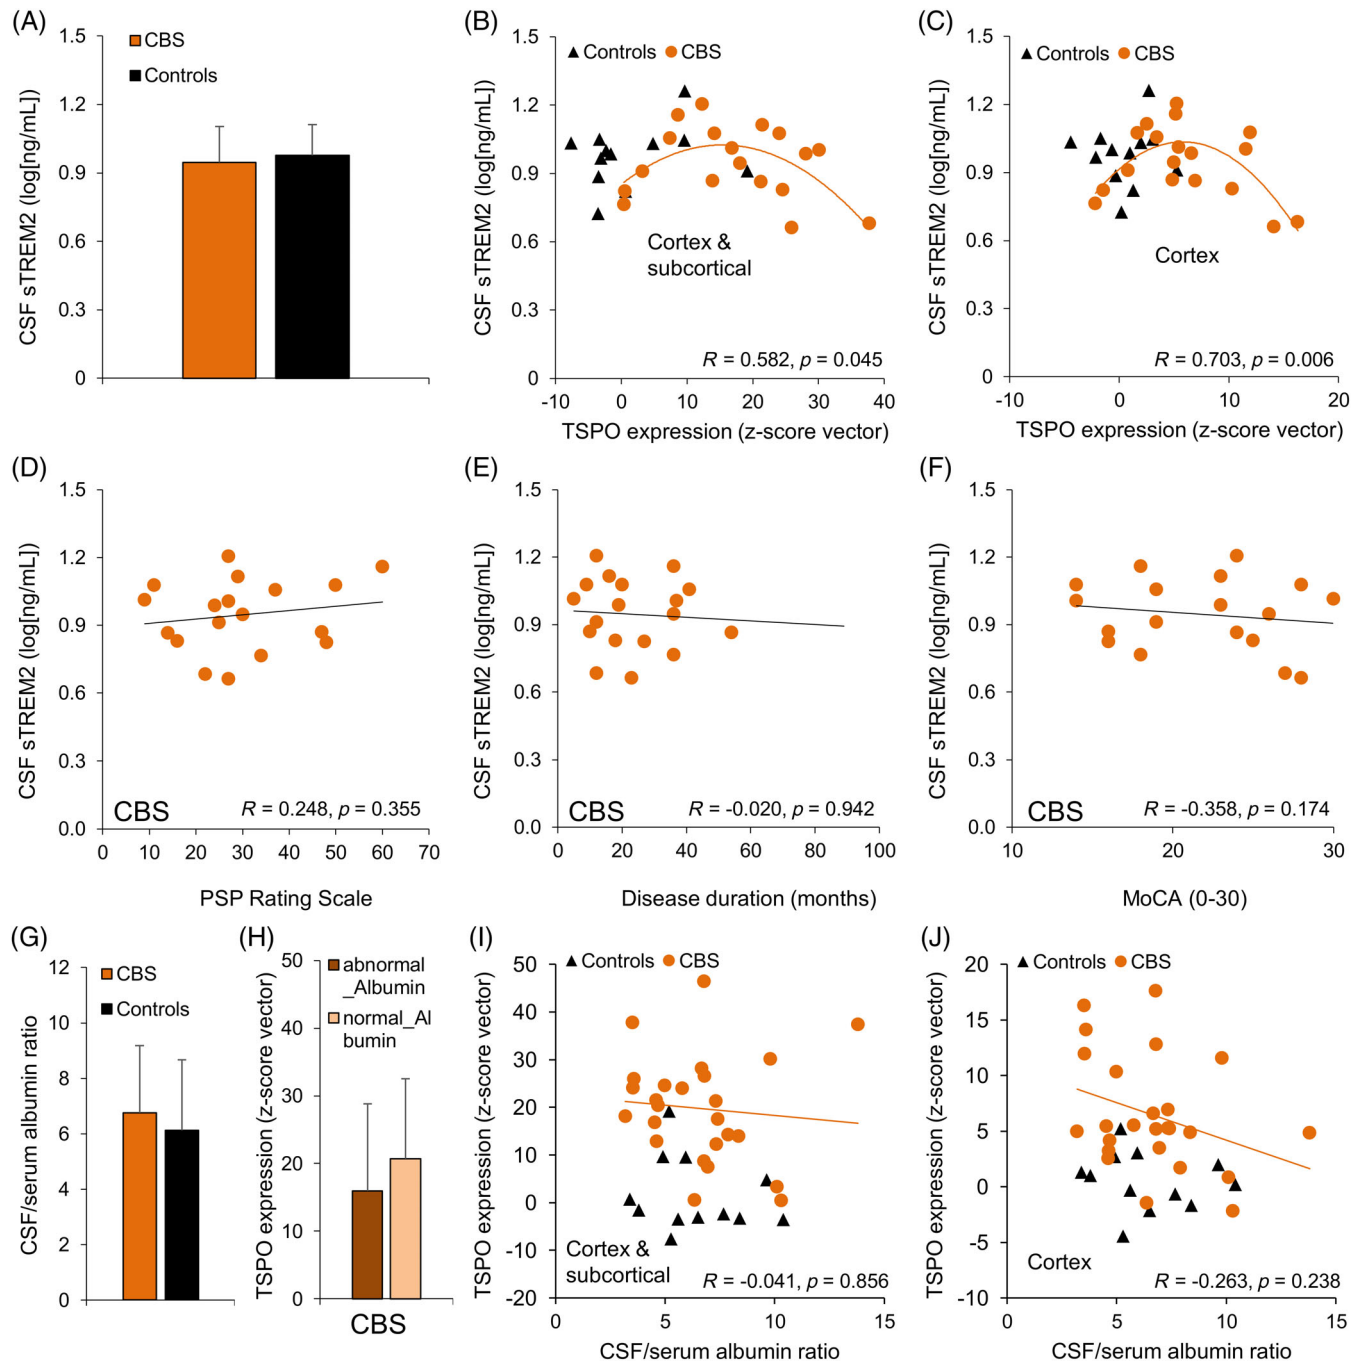 (A)
CSF sTREM2 (log[ng/mL])
1.5
1.2
0.9
0.6
0.3
0
CBS
Controls
(B)
CSF sTREM2 (log[ng/mL])
1.5
1.2
0.9
0.6
0.3
0
Controls CBS
Cortex &
subcortical
R = 0.582, p = 0.045
-10 0 10 20 30 40
TSPO expression (z-score vector)
(C)
CSF sTREM2 (log[ng/mL])
1.5
1.2
0.9
0.6
0.3
0
Controls CBS
Cortex
R = 0.703, p = 0.006
-10 0 10 20
TSPO expression (z-score vector)
(D)
CSF sTREM2 (log[ng/mL])
1.5
1.2
0.9
0.6
0.3
0.0
CBS
R = 0.248, p = 0.355
0 10 20 30 40 50 60 70
PSP Rating Scale
(E)
CSF sTREM2 (log[ng/mL])
1.5
1.2
0.9
0.6
0.3
0.0
CBS
R = -0.020, p = 0.942
0 20 40 60 80 100
Disease duration (months)
(F)
CSF sTREM2 (log[ng/mL])
1.5
1.2
0.9
0.6
0.3
0.0
CBS
R = -0.358, p = 0.174
10 20 30
MoCA (0-30)
(G)
CSF/serum albumin ratio
12
10
8
6
4
2
0
CBS
Controls
(H)
TSPO expression (z-score vector)
50
40
30
20
10
0
abnormal
_Albumin
normal_Al
bumin
CBS
(I)
TSPO expression (z-score vector)
50
40
30
20
10
0
-10
-20
Controls CBS
Cortex &
subcortical
R = -0.041, p = 0.856
0 5 10 15
CSF/serum albumin ratio
(J)
TSPO expression (z-score vector)
20
15
10
5
0
-5
-10
Controls CBS
Cortex
R = -0.263, p = 0.238
0 5 10 15
CSF/serum albumin ratio